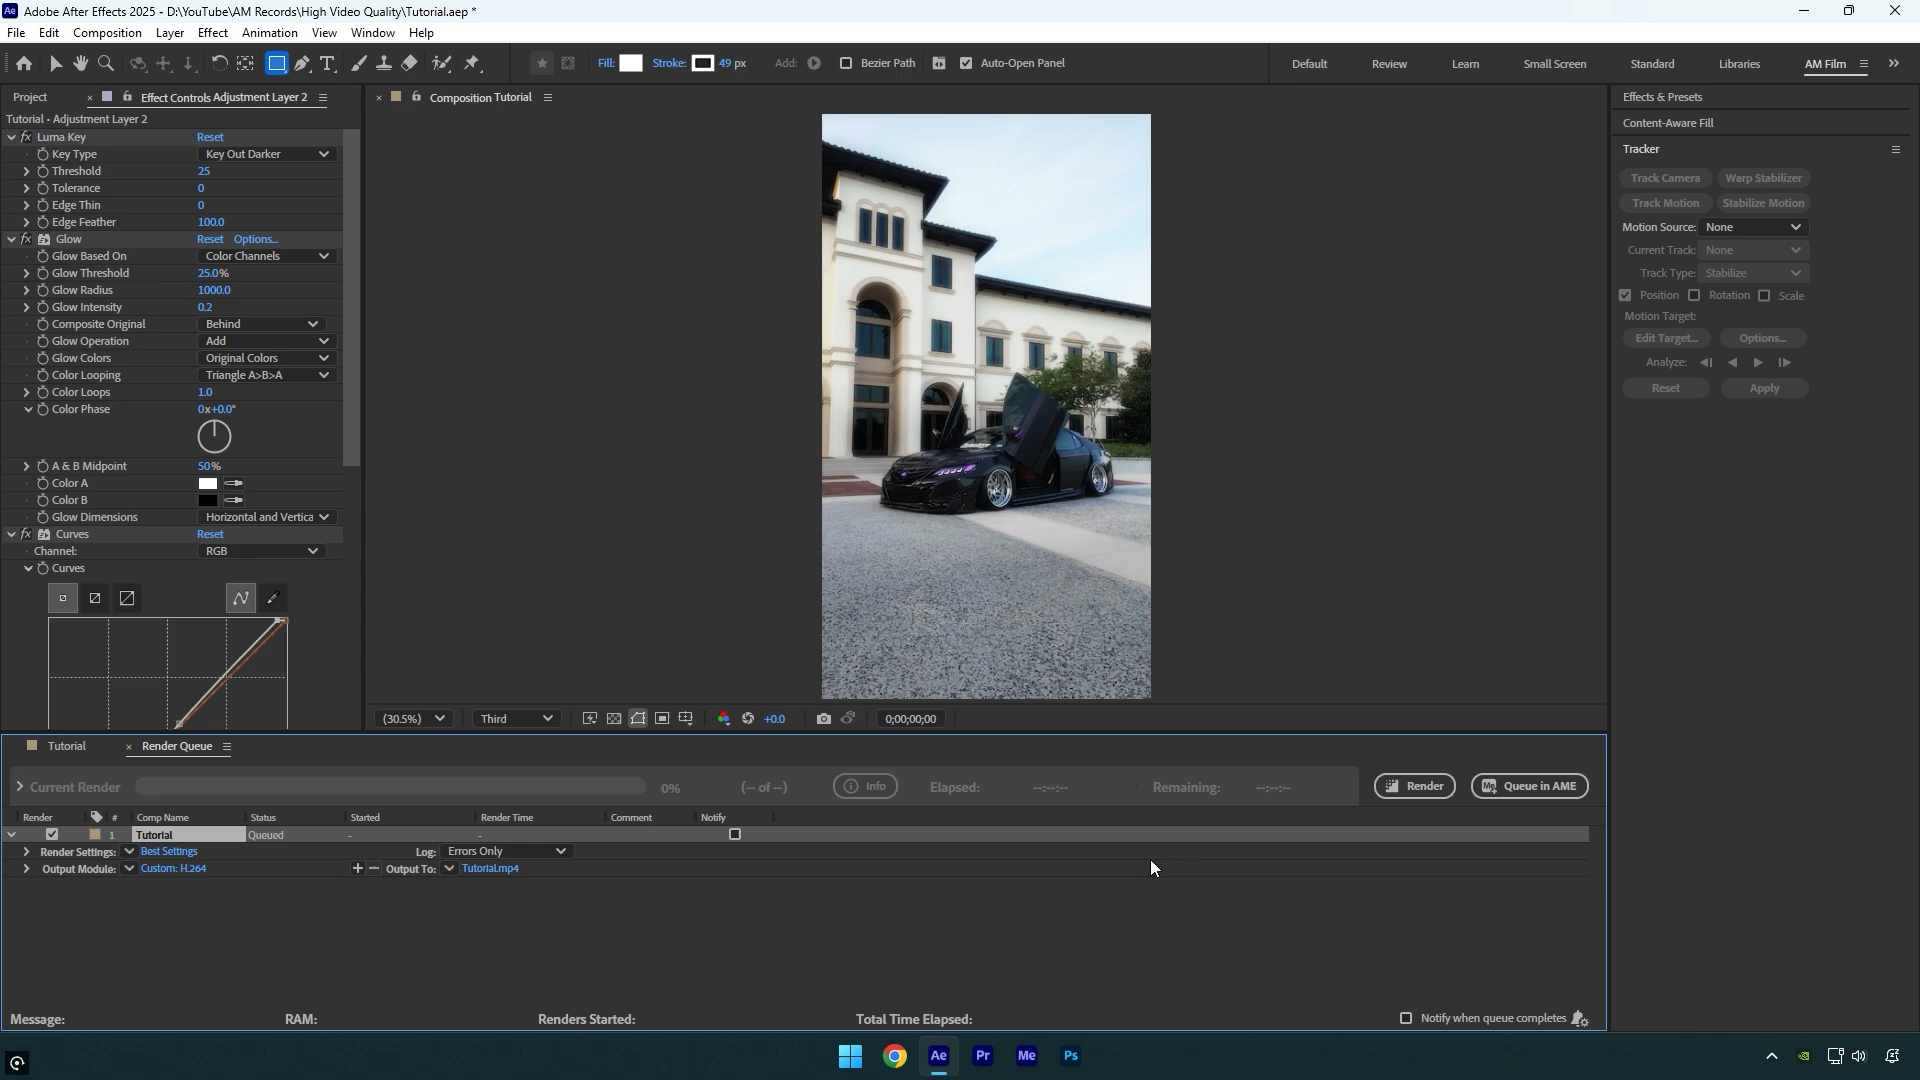 Ae Adobe After Effects 2025 - D:\YouTube\AM Records\High Video Quality\Tutorial.aep *
File Edit Composition Layer Effect Animation View Window Help
Fill: Stroke: 49 px Add: Bezier Path Auto-Open Panel Default Review Learn Small Screen Standard Libraries AM Film
Project × Effect Controls Adjustment Layer 2
Tutorial - Adjustment Layer 2
fx Luma Key Reset
Key Type Key Out Darker
Threshold 25
Tolerance 0
Edge Thin 0
Edge Feather 100.0
fx Glow Reset Options...
Glow Based On Color Channels
Glow Threshold 25.0%
Glow Radius 1000.0
Glow Intensity 0.2
Composite Original Behind
Glow Operation Add
Glow Colors Original Colors
Color Looping Triangle A>B>A
Color Loops 1.0
Color Phase 0x+0.0°
A & B Midpoint 50%
Color A
Color B
Glow Dimensions Horizontal and Vertica
fx Curves Reset
Channel: RGB
Curves
× Composition Tutorial
(30.5%) Third +0.0 0;00;00;00
Effects & Presets
Content-Aware Fill
Tracker
Track Camera Warp Stabilizer
Track Motion Stabilize Motion
Motion Source: None
Current Track: None
Track Type: Stabilize
Position Rotation Scale
Motion Target:
Edit Target... Options...
Analyze:
Reset Apply
Tutorial × Render Queue
Current Render 0% (-- of --) Info Elapsed: --:--:-- Remaining: --:--:-- Render Me Queue in AME
Render # Comp Name Status Started Render Time Comment Notify
1 Tutorial Queued - -
Render Settings: Best Settings Log: Errors Only
Output Module: Custom: H.264 Output To: Tutorial.mp4
Message: RAM: Renders Started: Total Time Elapsed: Notify when queue completes
Ae Pr Me Ps